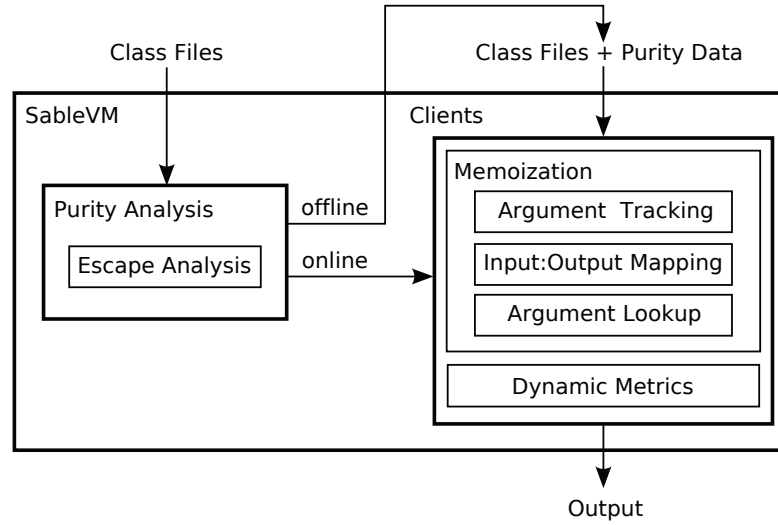 Class Files
Class Files + Purity Data
SableVM
Clients
Purity Analysis
Escape Analysis
offline
online
Memoization
Argument Tracking
Input:Output Mapping
Argument Lookup
Dynamic Metrics
Output